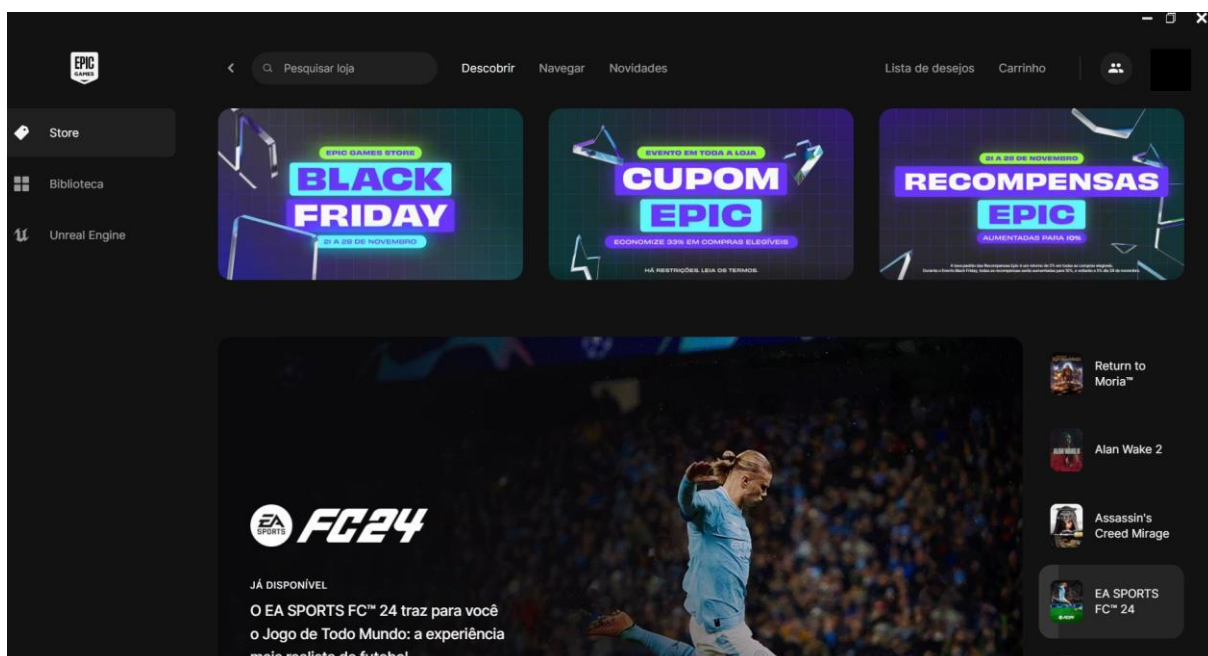 EPIC
GAMES
Pesquisar loja
Descobrir
Navegar
Novidades
Lista de desejos
Carrinho
Store
Biblioteca
Unreal Engine
EPIC GAMES STORE
BLACK
FRIDAY
21 A 28 DE NOVEMBRO
EVENTO EM TODA A LOJA
CUPOM
EPIC
ECONOMIZE 33% EM COMPRAS ELEGÍVEIS
HÁ RESTRIÇÕES. LEIA OS TERMOS.
21 A 28 DE NOVEMBRO
RECOMPENSAS
EPIC
AUMENTADAS PARA 10%
EA
SPORTS
FC24
JÁ DISPONÍVEL
O EA SPORTS FC™ 24 traz para você
o Jogo de Todo Mundo: a experiência
mais realista de futebol
Return to
Moria™
Alan Wake 2
Assassin's
Creed Mirage
EA SPORTS
FC™ 24